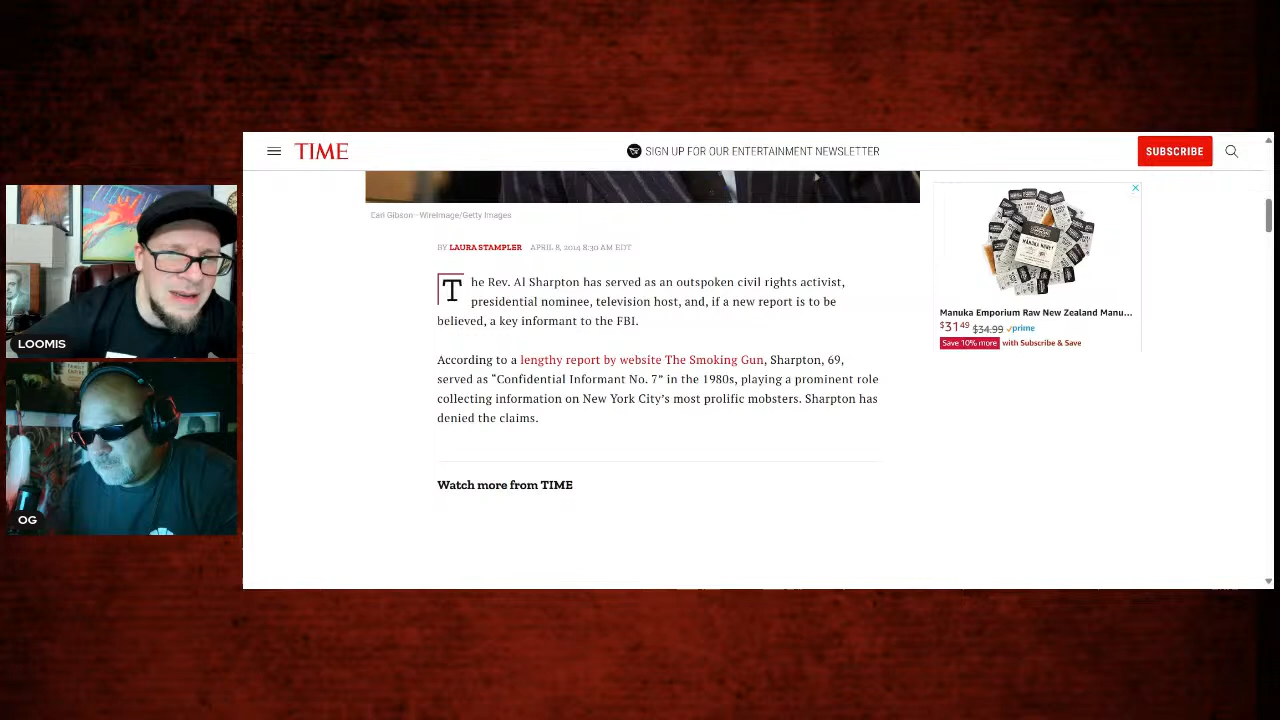 TIME
SIGN UP FOR OUR ENTERTAINMENT NEWSLETTER
SUBSCRIBE
Earl Gibson—WireImage/Getty Images
BY LAURA STAMPLER APRIL 8, 2014 8:30 AM EDT
The Rev. Al Sharpton has served as an outspoken civil rights activist,
presidential nominee, television host, and, if a new report is to be
believed, a key informant to the FBI.
According to a lengthy report by website The Smoking Gun, Sharpton, 69,
served as “Confidential Informant No. 7” in the 1980s, playing a prominent role
collecting information on New York City’s most prolific mobsters. Sharpton has
denied the claims.
Watch more from TIME
MANUKA HONEY
Manuka Emporium Raw New Zealand Manu...
$31.49 $34.99 prime
Save 10% more with Subscribe & Save
LOOMIS
OG